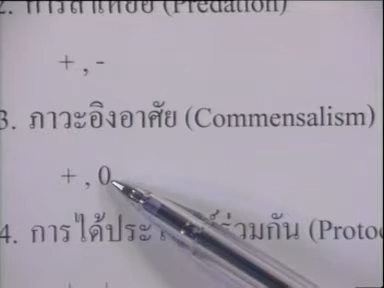 2. การล่าเหยื่อ (Predation)
+ , -
3. ภาวะอิงอาศัย (Commensalism)
+ , 0
4. การได้ประ ร่วมกัน (Protoc